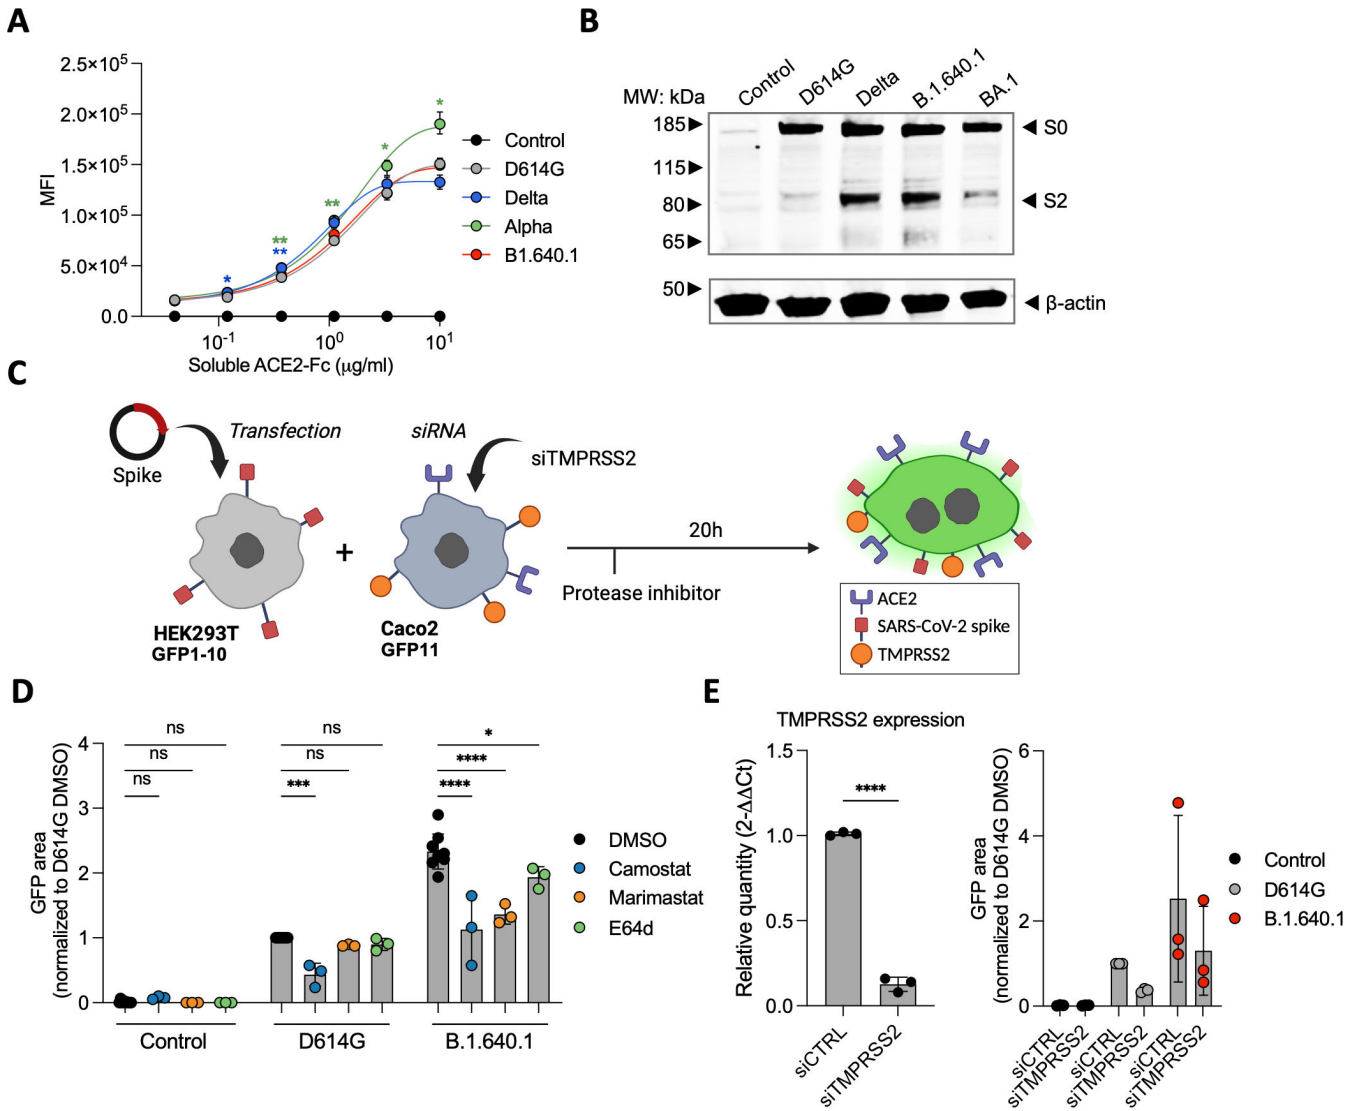 A
2.5×10⁵
2.0×10⁵
1.5×10⁵
1.0×10⁵
5.0×10⁴
0.0
MFI
10⁻¹
10⁰
10¹
Soluble ACE2-Fc (μg/ml)
*
**
**
**
*
*
Control
D614G
Delta
Alpha
B1.640.1
B
MW: kDa
Control
D614G
Delta
B.1.640.1
BA.1
185
115
80
65
50
S0
S2
β-actin
C
Spike
Transfection
siRNA
siTMPRSS2
HEK293T
GFP1-10
+
Caco2
GFP11
20h
Protease inhibitor
ACE2
SARS-CoV-2 spike
TMPRSS2
D
GFP area
(normalized to D614G DMSO)
4
3
2
1
0
ns
ns
ns
ns
ns
***
*
****
****
Control
D614G
B.1.640.1
DMSO
Camostat
Marimastat
E64d
E
TMPRSS2 expression
Relative quantity (2-ΔΔCt)
1.5
1.0
0.5
0.0
****
siCTRL
siTMPRSS2
GFP area
(normalized to D614G DMSO)
6
4
2
0
siCTRL
siTMPRSS2
siCTRL
siTMPRSS2
siCTRL
siTMPRSS2
Control
D614G
B.1.640.1